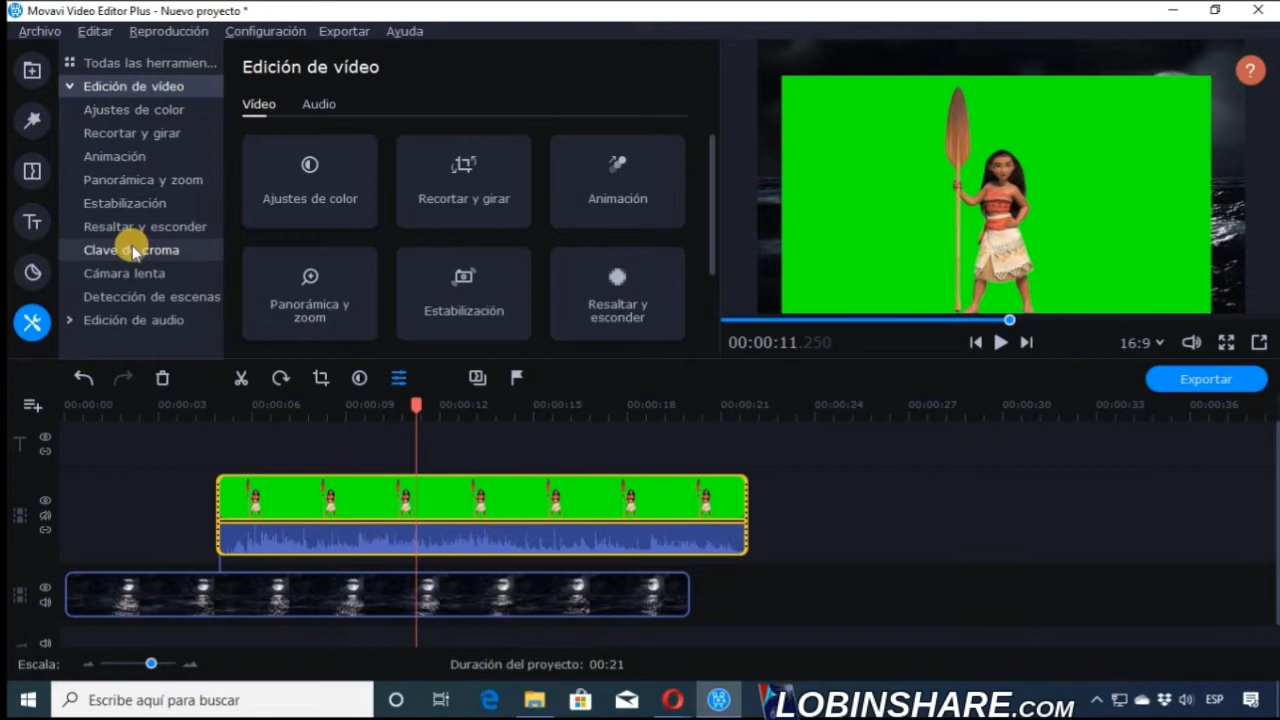 Movavi Video Editor Plus - Nuevo proyecto *
Archivo Editar Reproducción Configuración Exportar Ayuda
Todas las herramien...
Edición de vídeo
Ajustes de color
Recortar y girar
Animación
Panorámica y zoom
Estabilización
Resaltar y esconder
Clave de croma
Cámara lenta
Detección de escenas
Edición de audio
Edición de vídeo
Vídeo Audio
Ajustes de color
Recortar y girar
Animación
Panorámica y
zoom
Estabilización
Resaltar y
esconder
?
00:00:11.250
16:9
Exportar
00:00:00 00:00:03 00:00:06 00:00:09 00:00:12 00:00:15 00:00:18 00:00:21 00:00:24 00:00:27 00:00:30 00:00:33 00:00:36
Escala:
Duración del proyecto: 00:21
Escribe aquí para buscar
LOBINSHARE.COM
ESP